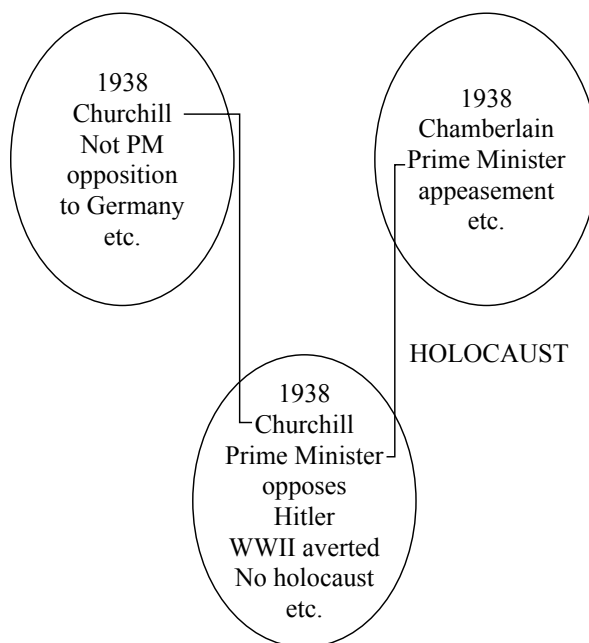 1938
Churchill
Not PM
opposition
to Germany
etc.
1938
Chamberlain
Prime Minister
appeasement
etc.
HOLOCAUST
1938
Churchill
Prime Minister
opposes
Hitler
WWII averted
No holocaust
etc.